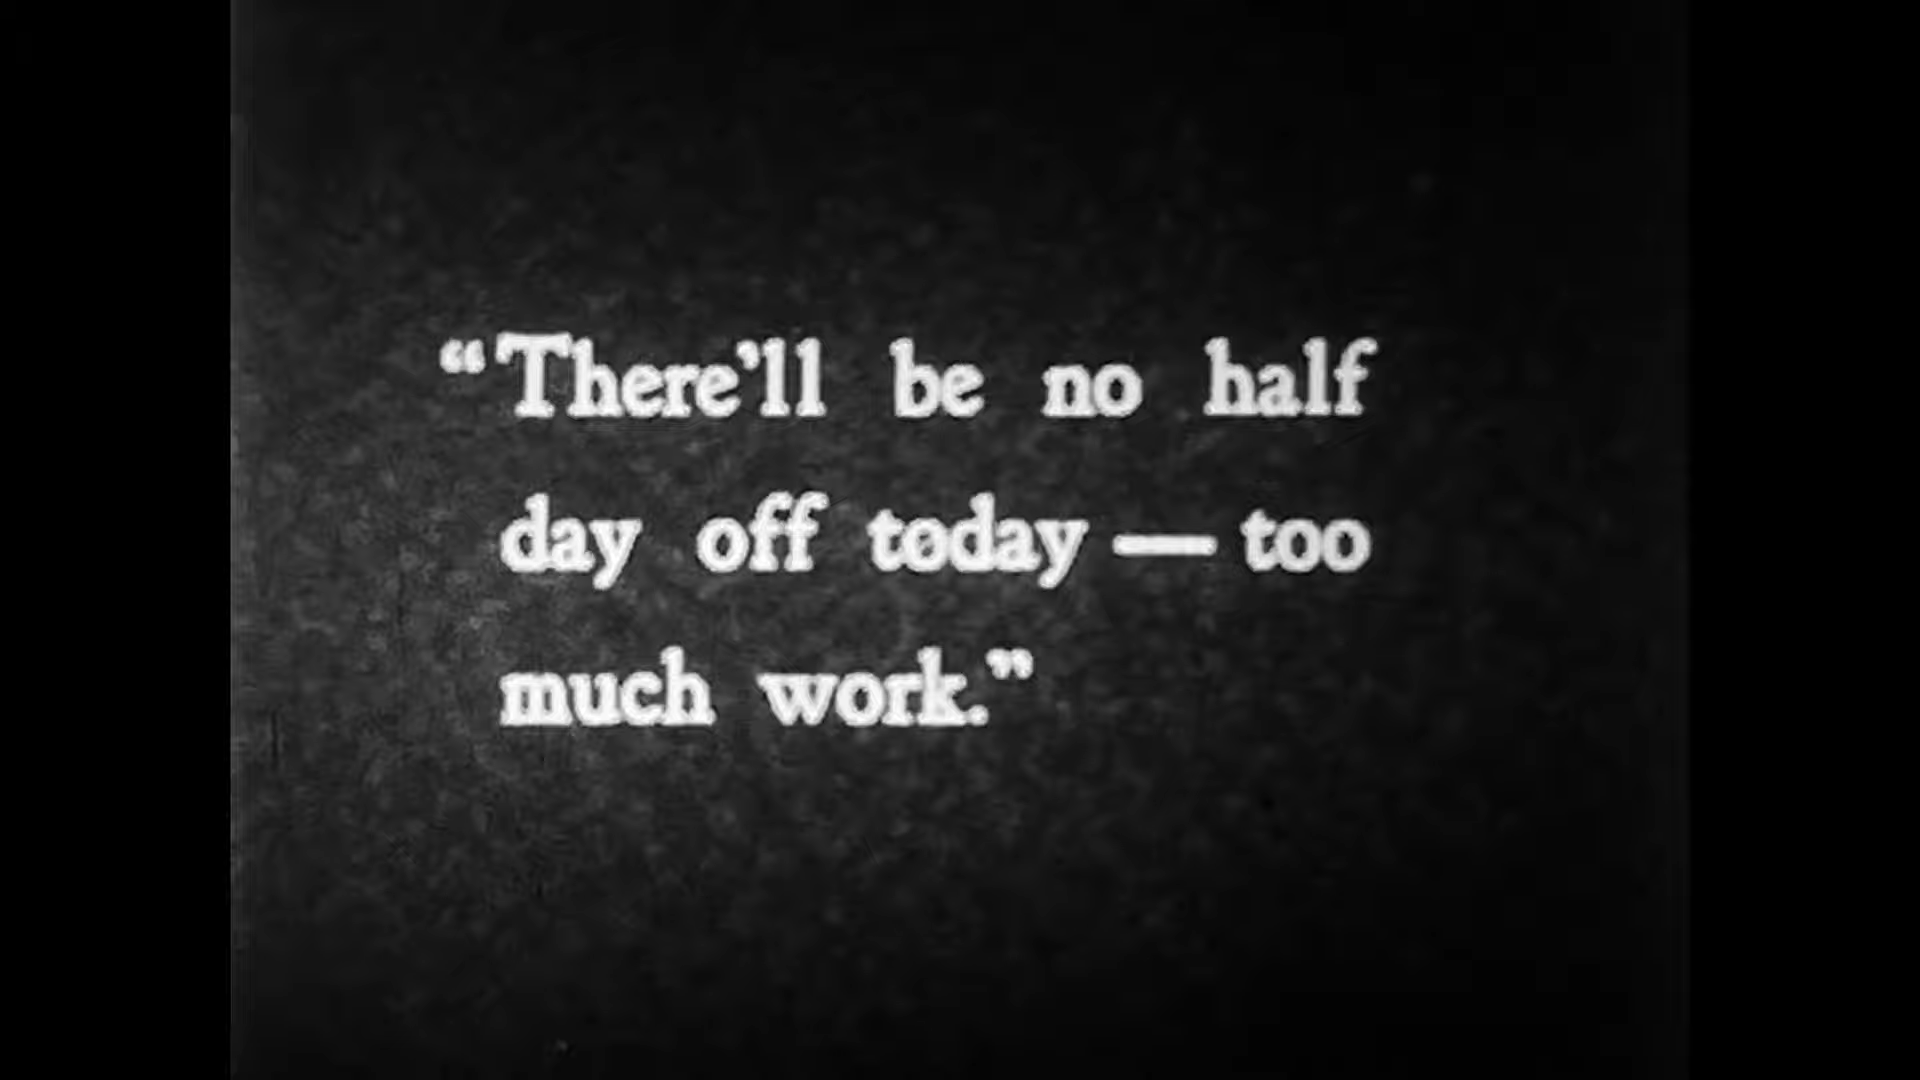 “There’ll be no half
day off today — too
much work.”